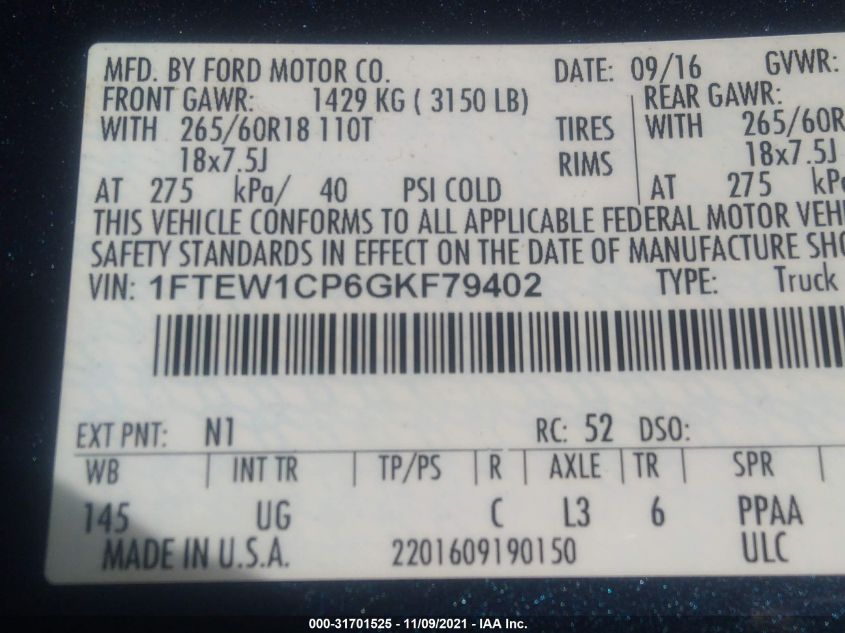 MFD. BY FORD MOTOR CO. DATE: 09/16 GVWR:
FRONT GAWR: 1429 KG ( 3150 LB) REAR GAWR:
WITH 265/60R18 110T TIRES WITH 265/60R
18x7.5J RIMS 18x7.5J
AT 275 kPa/ 40 PSI COLD AT 275 kPa
THIS VEHICLE CONFORMS TO ALL APPLICABLE FEDERAL MOTOR VEH
SAFETY STANDARDS IN EFFECT ON THE DATE OF MANUFACTURE SHO
VIN: 1FTEW1CP6GKF79402 TYPE: Truck
EXT PNT: N1 RC: 52 DSO:
WB INT TR TP/PS R AXLE TR SPR
145 UG C L3 6 PPAA
MADE IN U.S.A. 2201609190150 ULC
000-31701525 - 11/09/2021 - IAA Inc.